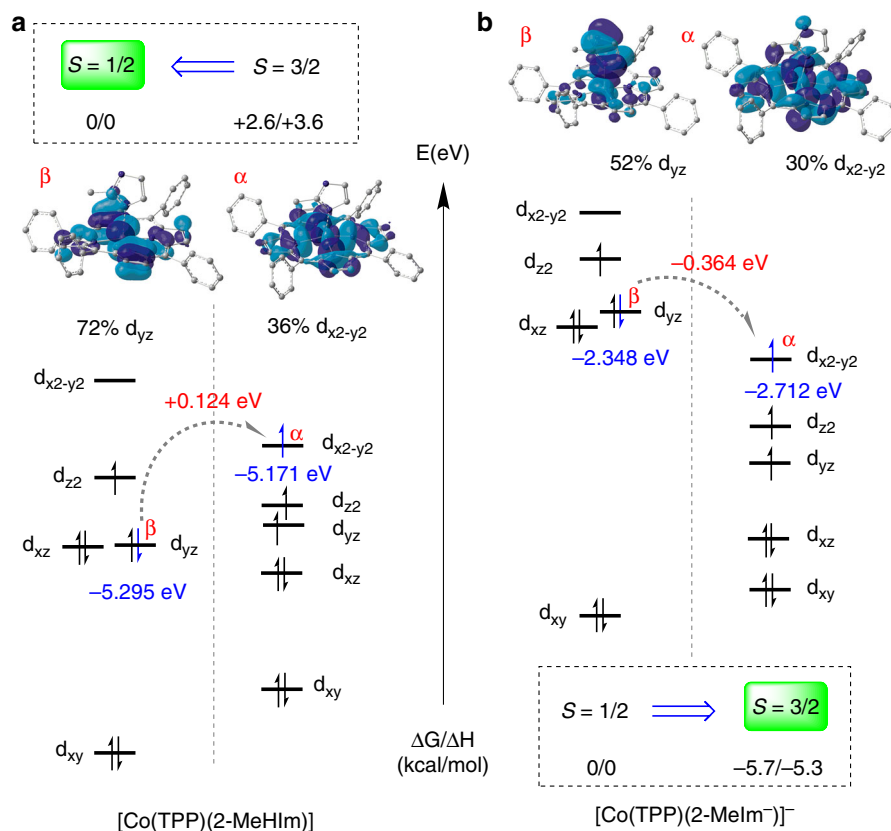 a
S = 1/2
S = 3/2
0/0
+2.6/+3.6
β
α
72% dyz
36% dx2–y2
dx2–y2
+0.124 eV
α
dx2–y2
–5.171 eV
dz2
dz2
dyz
β
dxz
dyz
dxz
–5.295 eV
dxy
dxy
[Co(TPP)(2-MeHIm)]
E(eV)
ΔG/ΔH
(kcal/mol)
b
β
α
52% dyz
30% dx2–y2
dx2–y2
dz2
–0.364 eV
β
dxz
dyz
–2.348 eV
α
dx2–y2
–2.712 eV
dz2
dyz
dxz
dxy
dxy
S = 1/2
S = 3/2
0/0
–5.7/–5.3
[Co(TPP)(2-MeIm–)]–